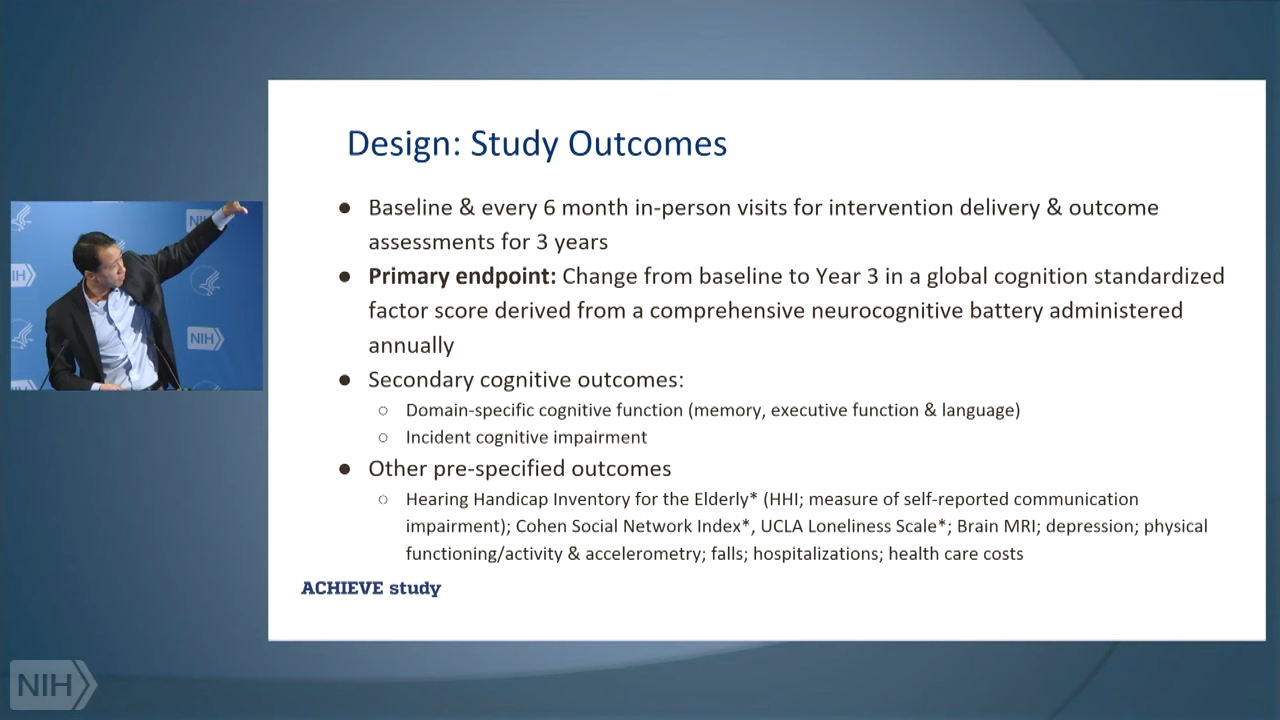 Design: Study Outcomes
● Baseline & every 6 month in-person visits for intervention delivery & outcome
assessments for 3 years
● Primary endpoint: Change from baseline to Year 3 in a global cognition standardized
factor score derived from a comprehensive neurocognitive battery administered
annually
● Secondary cognitive outcomes:
○ Domain-specific cognitive function (memory, executive function & language)
○ Incident cognitive impairment
● Other pre-specified outcomes
○ Hearing Handicap Inventory for the Elderly* (HHI; measure of self-reported communication
impairment); Cohen Social Network Index*, UCLA Loneliness Scale*; Brain MRI; depression; physical
functioning/activity & accelerometry; falls; hospitalizations; health care costs
ACHIEVE study
NIH
NIH
NIH